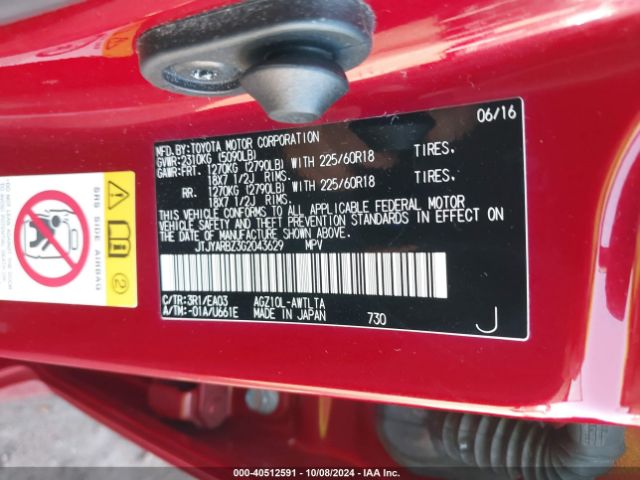 06/16
MFD.BY:TOYOTA MOTOR CORPORATION
GVWR:2310KG (5090LB)
GAWR:FRT. 1270KG (2790LB) WITH 225/60R18 TIRES.
18X7 1/2J RIMS.
RR. 1270KG (2790LB) WITH 225/60R18 TIRES.
18X7 1/2J RIMS.
THIS VEHICLE CONFORMS TO ALL APPLICABLE FEDERAL MOTOR
VEHICLE SAFETY AND THEFT PREVENTION STANDARDS IN EFFECT ON
THE DATE OF MANUFACTURE SHOWN ABOVE.
JTJYARBZ3G2043629 MPV
C/TR:3R1/EA03 AGZ10L-AWTLTA
A/TM:-01A/U661E MADE IN JAPAN 730 J
SRS SIDE AIRBAG
2
000-40512591 - 10/08/2024 - IAA Inc.